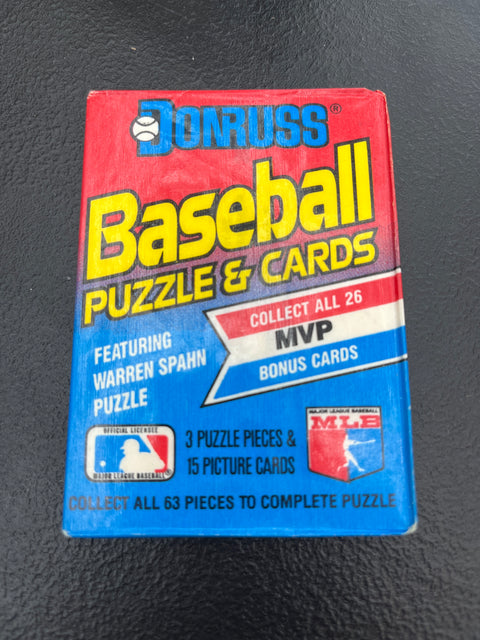 DONRUSS®
Baseball
PUZZLE & CARDS
COLLECT ALL 26
MVP
BONUS CARDS
FEATURING
WARREN SPAHN
PUZZLE
OFFICIAL LICENSEE
MAJOR LEAGUE BASEBALL
3 PUZZLE PIECES &
15 PICTURE CARDS
MAJOR LEAGUE BASEBALL
MLB
COLLECT ALL 63 PIECES TO COMPLETE PUZZLE